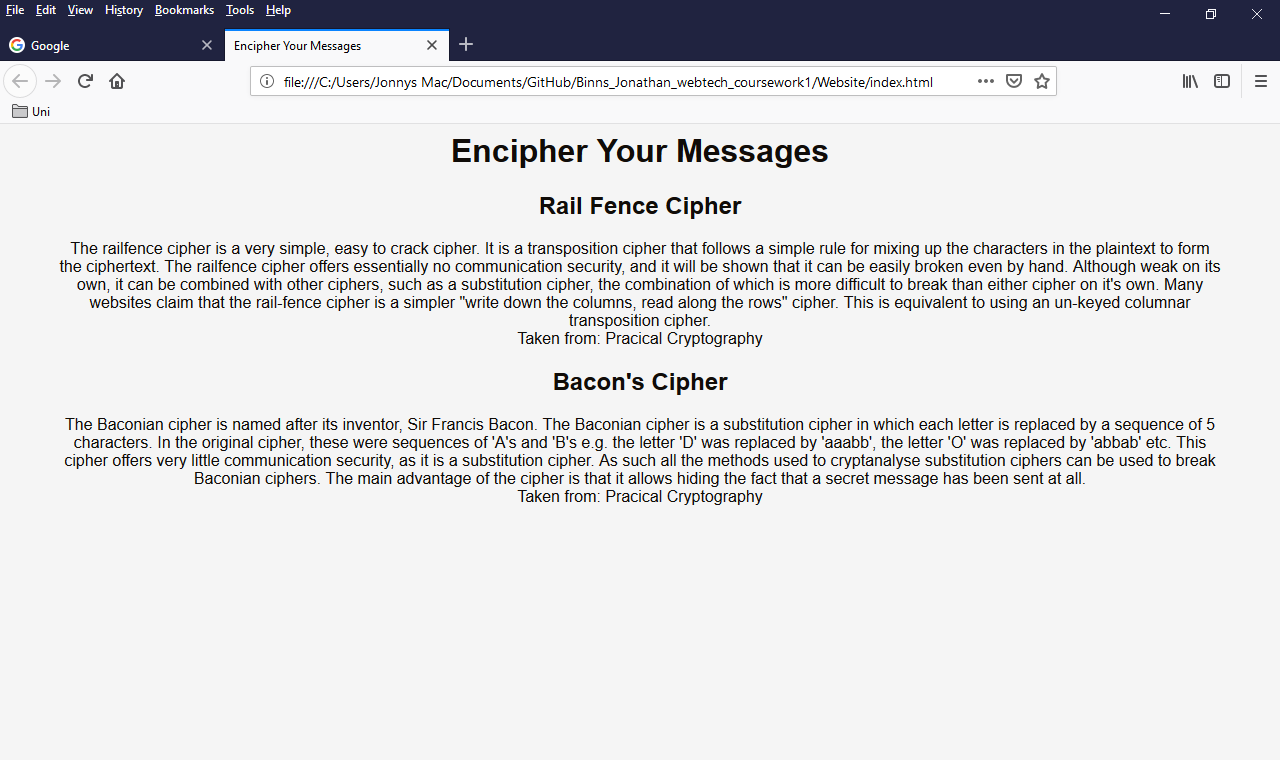 File Edit View History Bookmarks Tools Help
Google
Encipher Your Messages
file:///C:/Users/Jonnys Mac/Documents/GitHub/Binns_Jonathan_webtech_coursework1/Website/index.html
Uni
Encipher Your Messages
Rail Fence Cipher
The railfence cipher is a very simple, easy to crack cipher. It is a transposition cipher that follows a simple rule for mixing up the characters in the plaintext to form
the ciphertext. The railfence cipher offers essentially no communication security, and it will be shown that it can be easily broken even by hand. Although weak on its
own, it can be combined with other ciphers, such as a substitution cipher, the combination of which is more difficult to break than either cipher on it's own. Many
websites claim that the rail-fence cipher is a simpler "write down the columns, read along the rows" cipher. This is equivalent to using an un-keyed columnar
transposition cipher.
Taken from: Pracical Cryptography
Bacon's Cipher
The Baconian cipher is named after its inventor, Sir Francis Bacon. The Baconian cipher is a substitution cipher in which each letter is replaced by a sequence of 5
characters. In the original cipher, these were sequences of 'A's and 'B's e.g. the letter 'D' was replaced by 'aaabb', the letter 'O' was replaced by 'abbab' etc. This
cipher offers very little communication security, as it is a substitution cipher. As such all the methods used to cryptanalyse substitution ciphers can be used to break
Baconian ciphers. The main advantage of the cipher is that it allows hiding the fact that a secret message has been sent at all.
Taken from: Pracical Cryptography